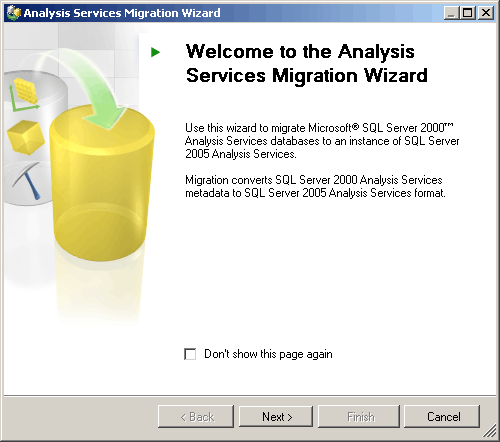 Analysis Services Migration Wizard
Welcome to the Analysis
Services Migration Wizard
Use this wizard to migrate Microsoft® SQL Server 2000™
Analysis Services databases to an instance of SQL Server
2005 Analysis Services.
Migration converts SQL Server 2000 Analysis Services
metadata to SQL Server 2005 Analysis Services format.
Don't show this page again
< Back
Next >
Finish
Cancel